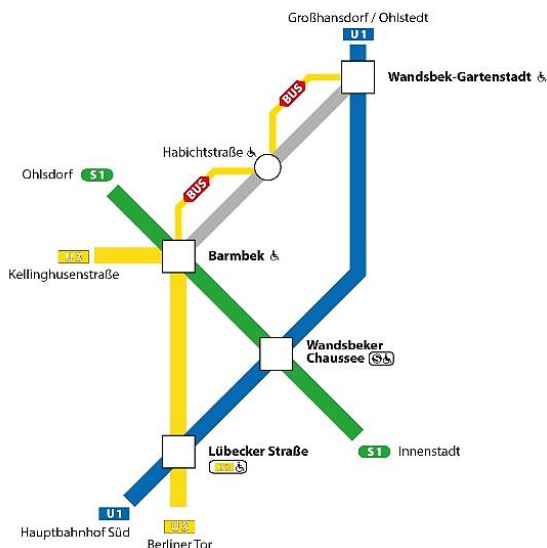 Großhansdorf / Ohlstedt
U1
Wandsbek-Gartenstadt
BUS
Habichtstraße
BUS
Ohlsdorf S1
U3
Kellinghusenstraße
Barmbek
Wandsbeker
Chaussee
S1 Innenstadt
Lübecker Straße
U1
Hauptbahnhof Süd
U3
Berliner Tor